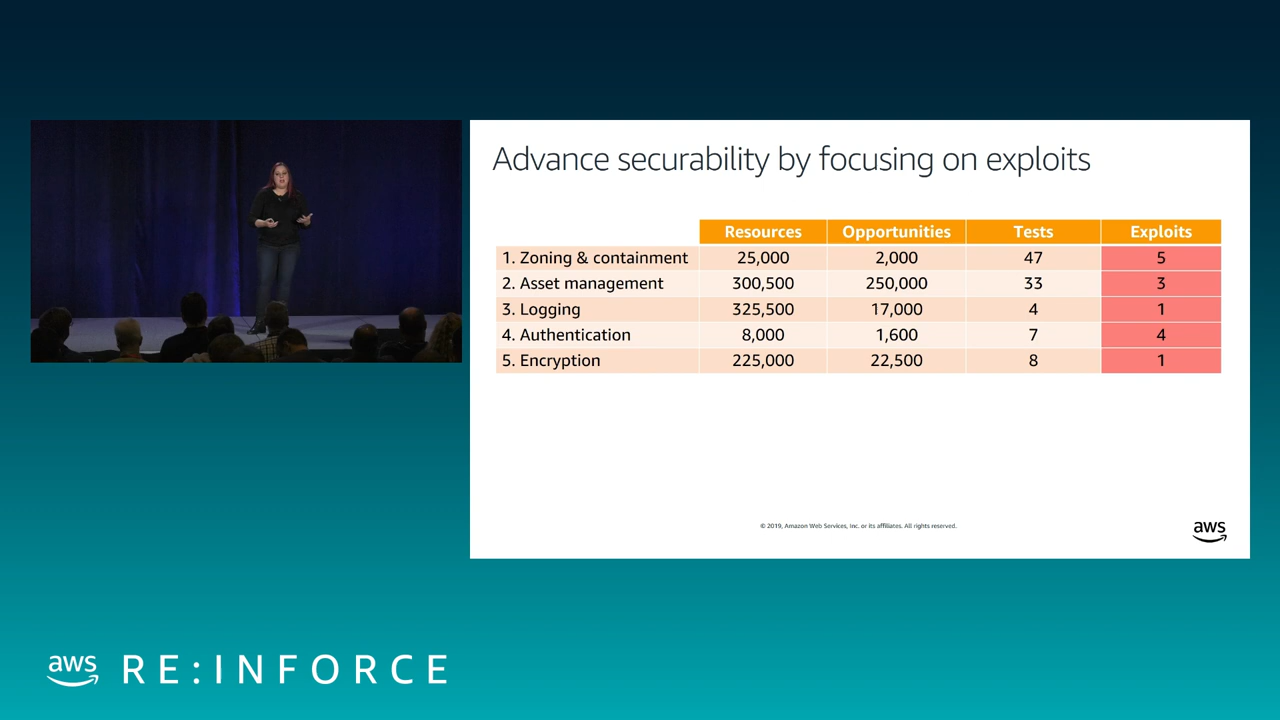 Advance securability by focusing on exploits
Resources Opportunities Tests Exploits
1. Zoning & containment 25,000 2,000 47 5
2. Asset management 300,500 250,000 33 3
3. Logging 325,500 17,000 4 1
4. Authentication 8,000 1,600 7 4
5. Encryption 225,000 22,500 8 1
© 2019, Amazon Web Services, Inc. or its affiliates. All rights reserved.
aws
aws RE:INFORCE